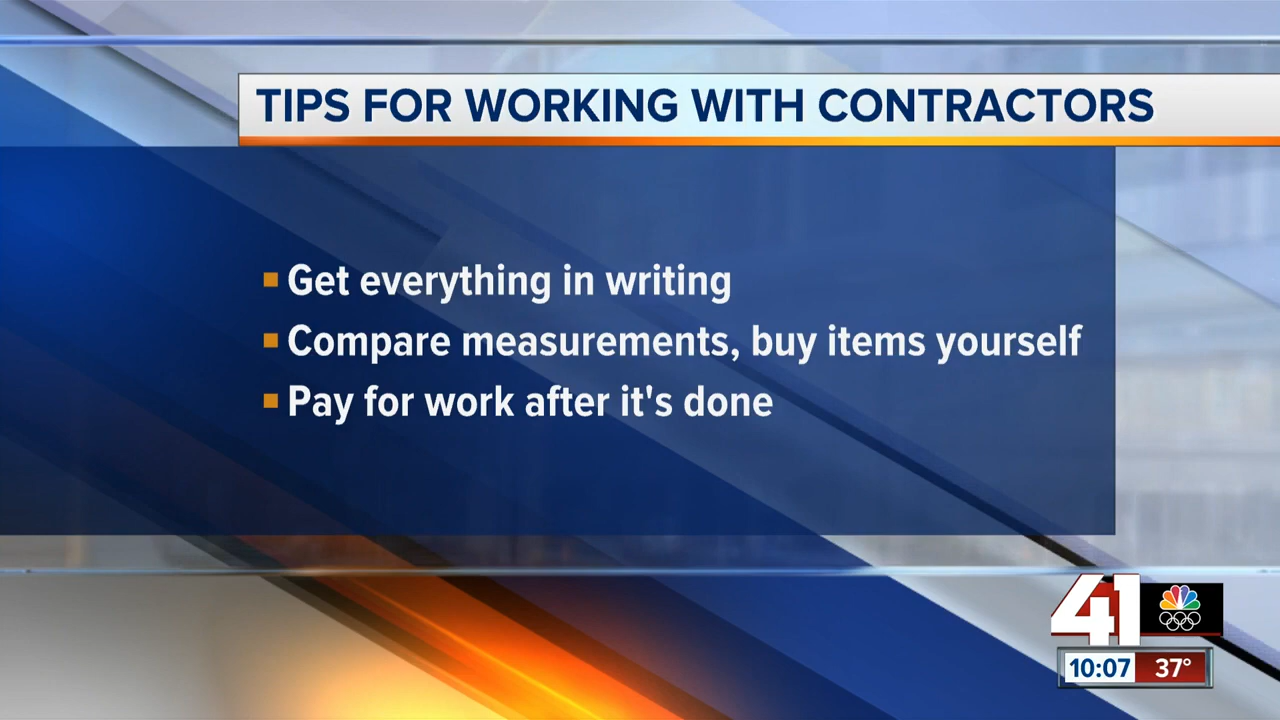 TIPS FOR WORKING WITH CONTRACTORS
Get everything in writing
Compare measurements, buy items yourself
Pay for work after it's done
41
10:07 37°